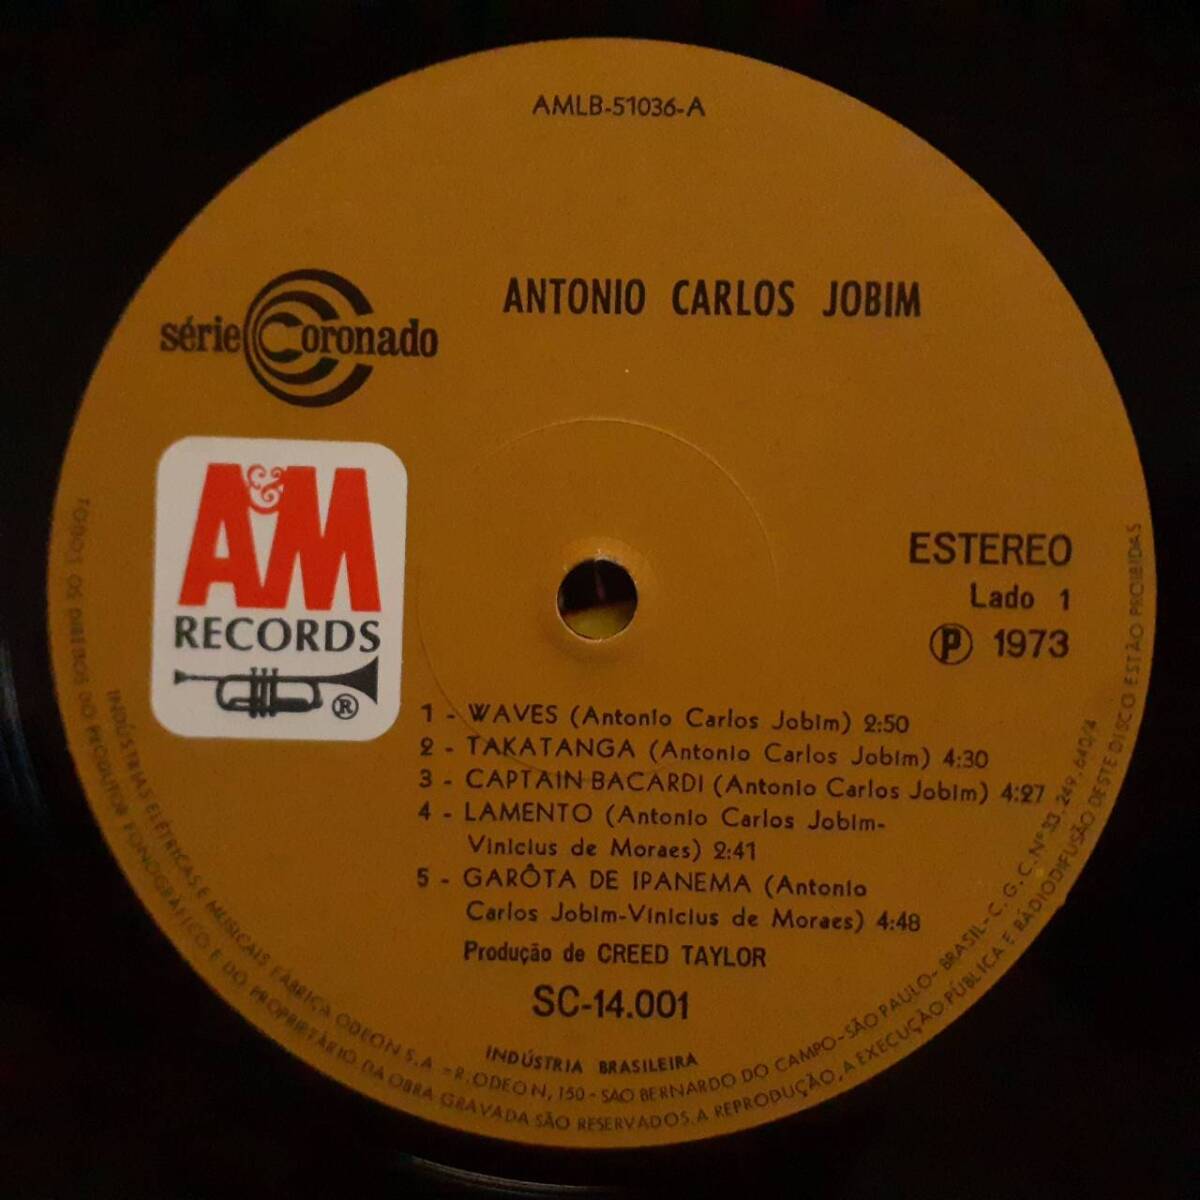 AMLB-51036-A
ANTONIO CARLOS JOBIM
série Coronado
A&M
RECORDS
®
ESTEREO
Lado 1
Ⓟ 1973
1 - WAVES (Antonio Carlos Jobim) 2:50
2 - TAKATANGA (Antonio Carlos Jobim) 4:30
3 - CAPTAIN BACARDI (Antonio Carlos Jobim) 4:27
4 - LAMENTO (Antonio Carlos Jobim-
Vinicius de Moraes) 2:41
5 - GARÔTA DE IPANEMA (Antonio
Carlos Jobim-Vinicius de Moraes) 4:48
Produção de CREED TAYLOR
SC-14.001
INDÚSTRIA BRASILEIRA
INDÚSTRIAS ELÉTRICAS E MUSICAIS FÁBRICA ODEON S.A. - R. ODEON, 150 - SAO BERNARDO DO CAMPO - SÃO PAULO - BRASIL - C. G. C. Nº 33.249.640/4
TODOS OS DIREITOS DO PRODUTOR FONOGRÁFICO E DO PROPRIETÁRIO DA OBRA GRAVADA SÃO RESERVADOS. A REPRODUÇÃO, A EXECUÇÃO PÚBLICA E RÁDIODIFUSÃO DESTE DISCO ESTÃO PROIBIDAS